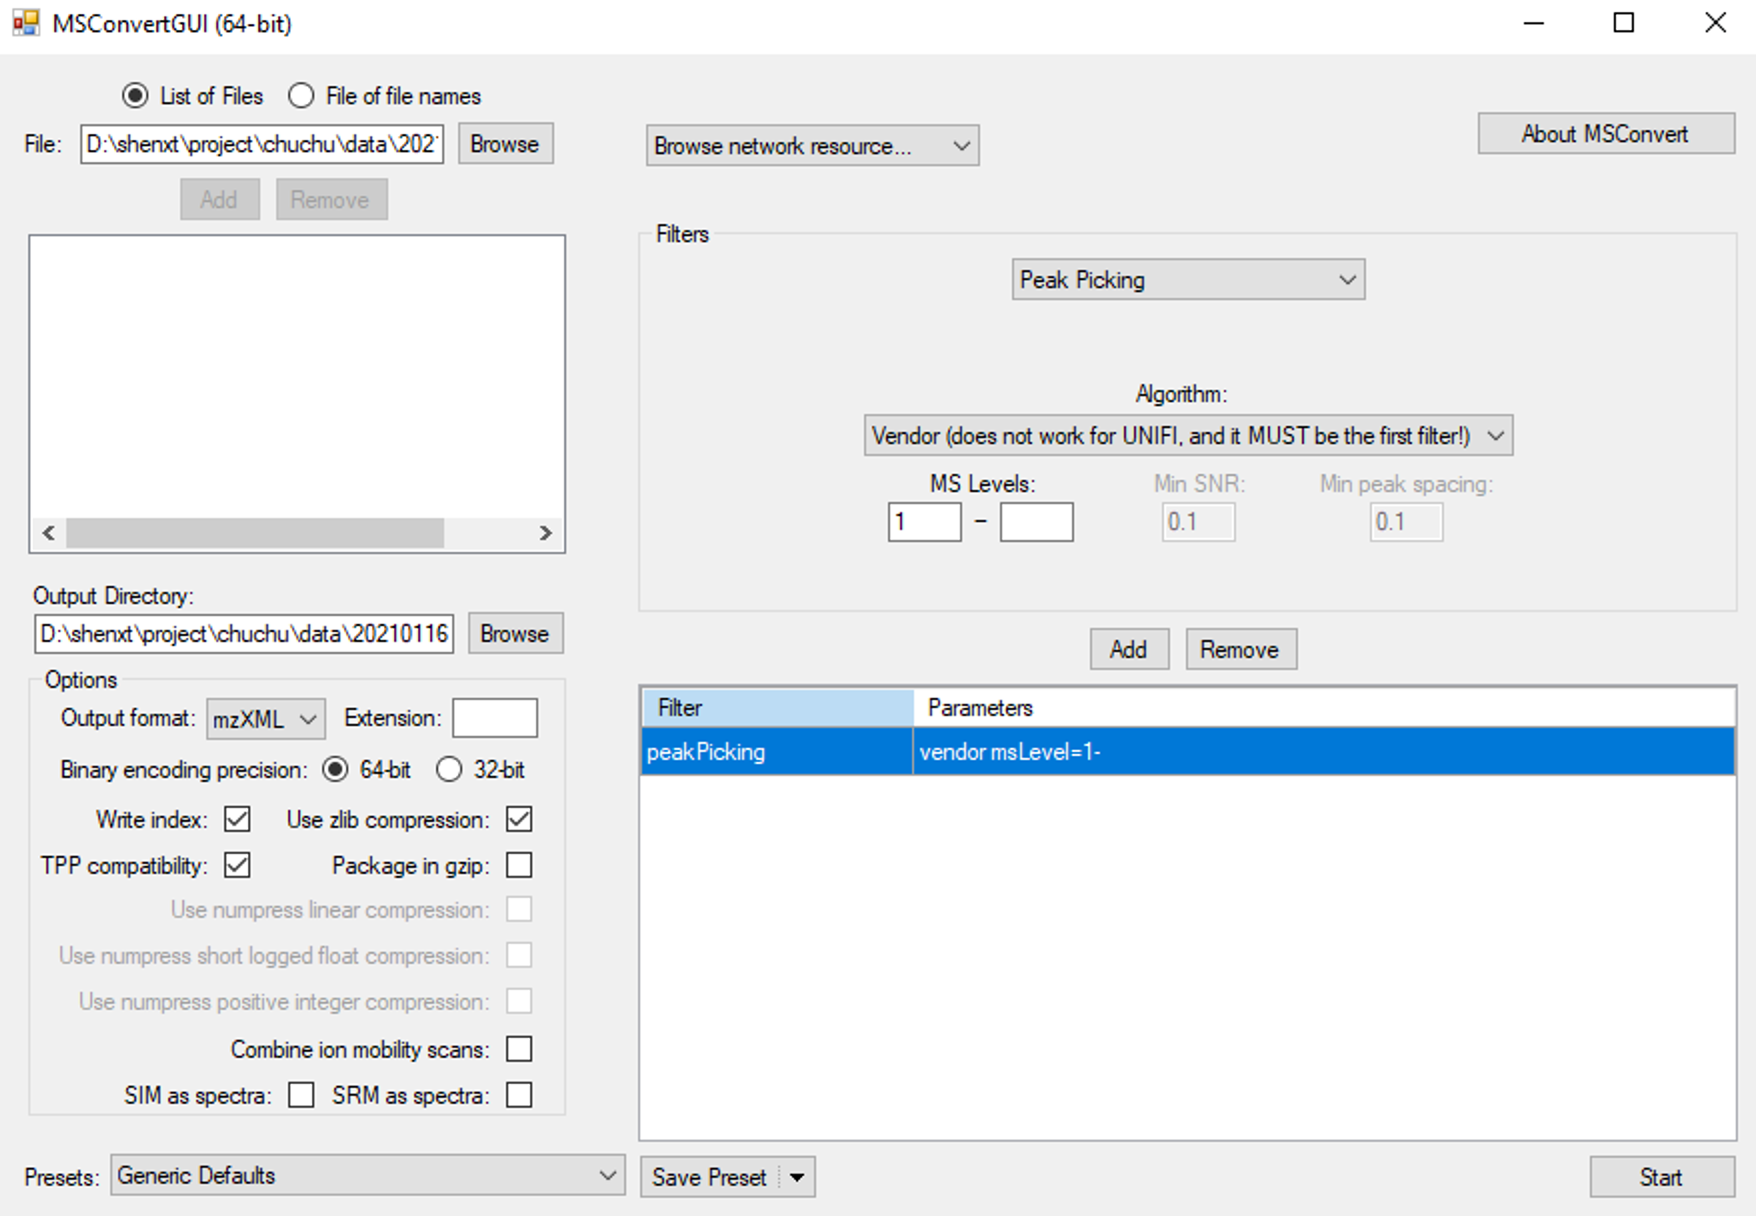 MSConvertGUI (64-bit)
List of Files File of file names
File: D:\shenxt\project\chuchu\data\202 Browse
Add Remove
Browse network resource...
About MSConvert
Filters
Peak Picking
Algorithm:
Vendor (does not work for UNIFI, and it MUST be the first filter!)
MS Levels: Min SNR: Min peak spacing:
1 - 0.1 0.1
Add Remove
Output Directory:
D:\shenxt\project\chuchu\data\20210116 Browse
Options
Output format: mzXML Extension:
Binary encoding precision: 64-bit 32-bit
Write index: Use zlib compression:
TPP compatibility: Package in gzip:
Use numpress linear compression:
Use numpress short logged float compression:
Use numpress positive integer compression:
Combine ion mobility scans:
SIM as spectra: SRM as spectra:
Filter Parameters
peakPicking vendor msLevel=1-
Presets: Generic Defaults Save Preset Start